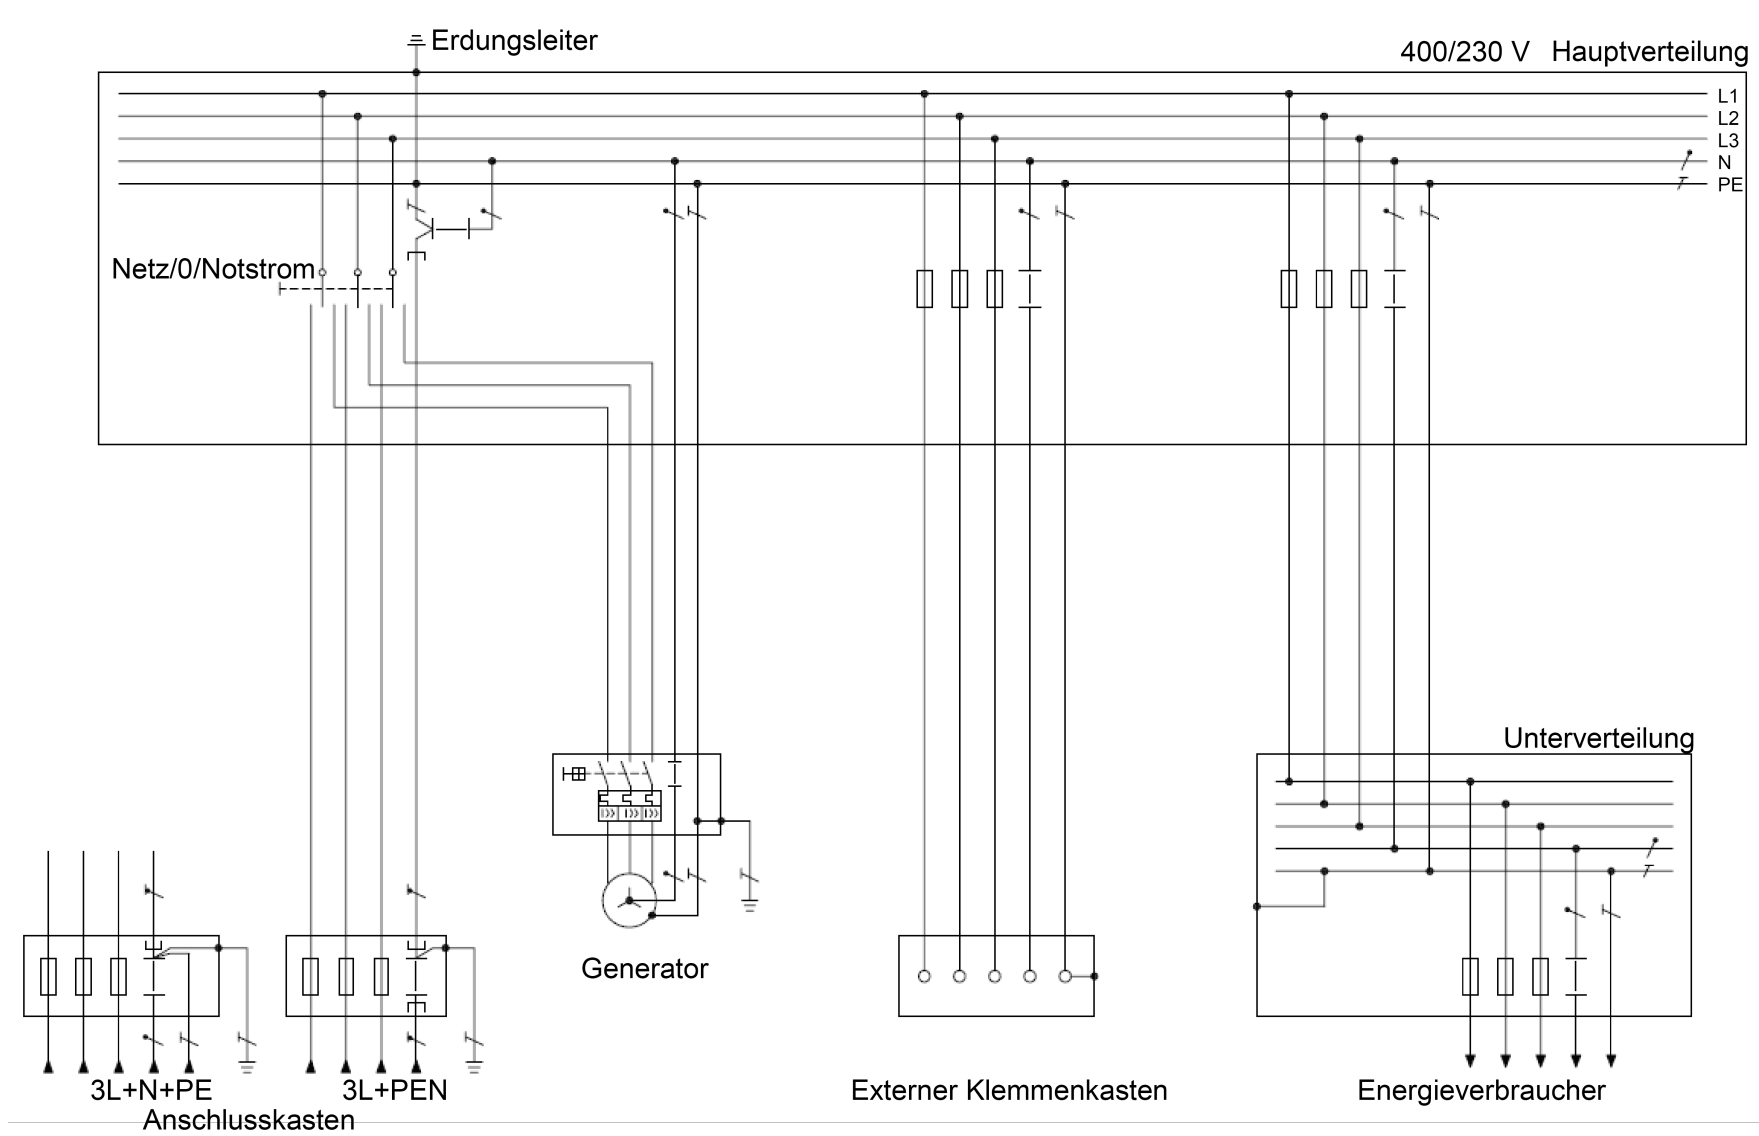 Erdungsleiter
400/230 V Hauptverteilung
L1
L2
L3
N
PE
Netz/0/Notstrom
Unterverteilung
Generator
3L+N+PE
3L+PEN
Anschlusskasten
Externer Klemmenkasten
Energieverbraucher